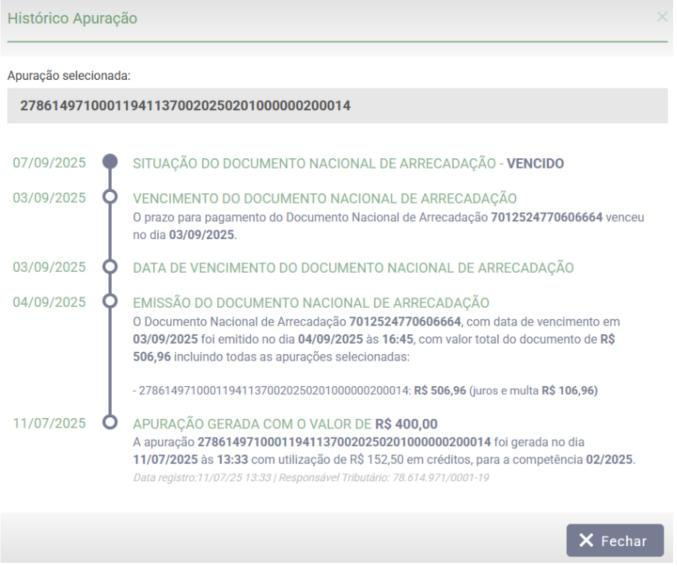 Histórico Apuração
Apuração selecionada:
27861497100011941137002025020100000020​0014
07/09/2025 SITUAÇÃO DO DOCUMENTO NACIONAL DE ARRECADAÇÃO - VENCIDO
03/09/2025 VENCIMENTO DO DOCUMENTO NACIONAL DE ARRECADAÇÃO
O prazo para pagamento do Documento Nacional de Arrecadação 7012524770606664 venceu
no dia 03/09/2025.
03/09/2025 DATA DE VENCIMENTO DO DOCUMENTO NACIONAL DE ARRECADAÇÃO
04/09/2025 EMISSÃO DO DOCUMENTO NACIONAL DE ARRECADAÇÃO
O Documento Nacional de Arrecadação 7012524770606664, com data de vencimento em
03/09/2025 foi emitido no dia 04/09/2025 às 16:45, com valor total do documento de R$
506,96 incluindo todas as apurações selecionadas:
- 278614971000119411370020250201000000200014: R$ 506,96 (juros e multa R$ 106,96)
11/07/2025 APURAÇÃO GERADA COM O VALOR DE R$ 400,00
A apuração 278614971000119411370020250201000000200014 foi gerada no dia
11/07/2025 às 13:33 com utilização de R$ 152,50 em créditos, para a competência 02/2025.
Data registro:11/07/25 13:33 | Responsável Tributário: 78.614.971/0001-19
Fechar